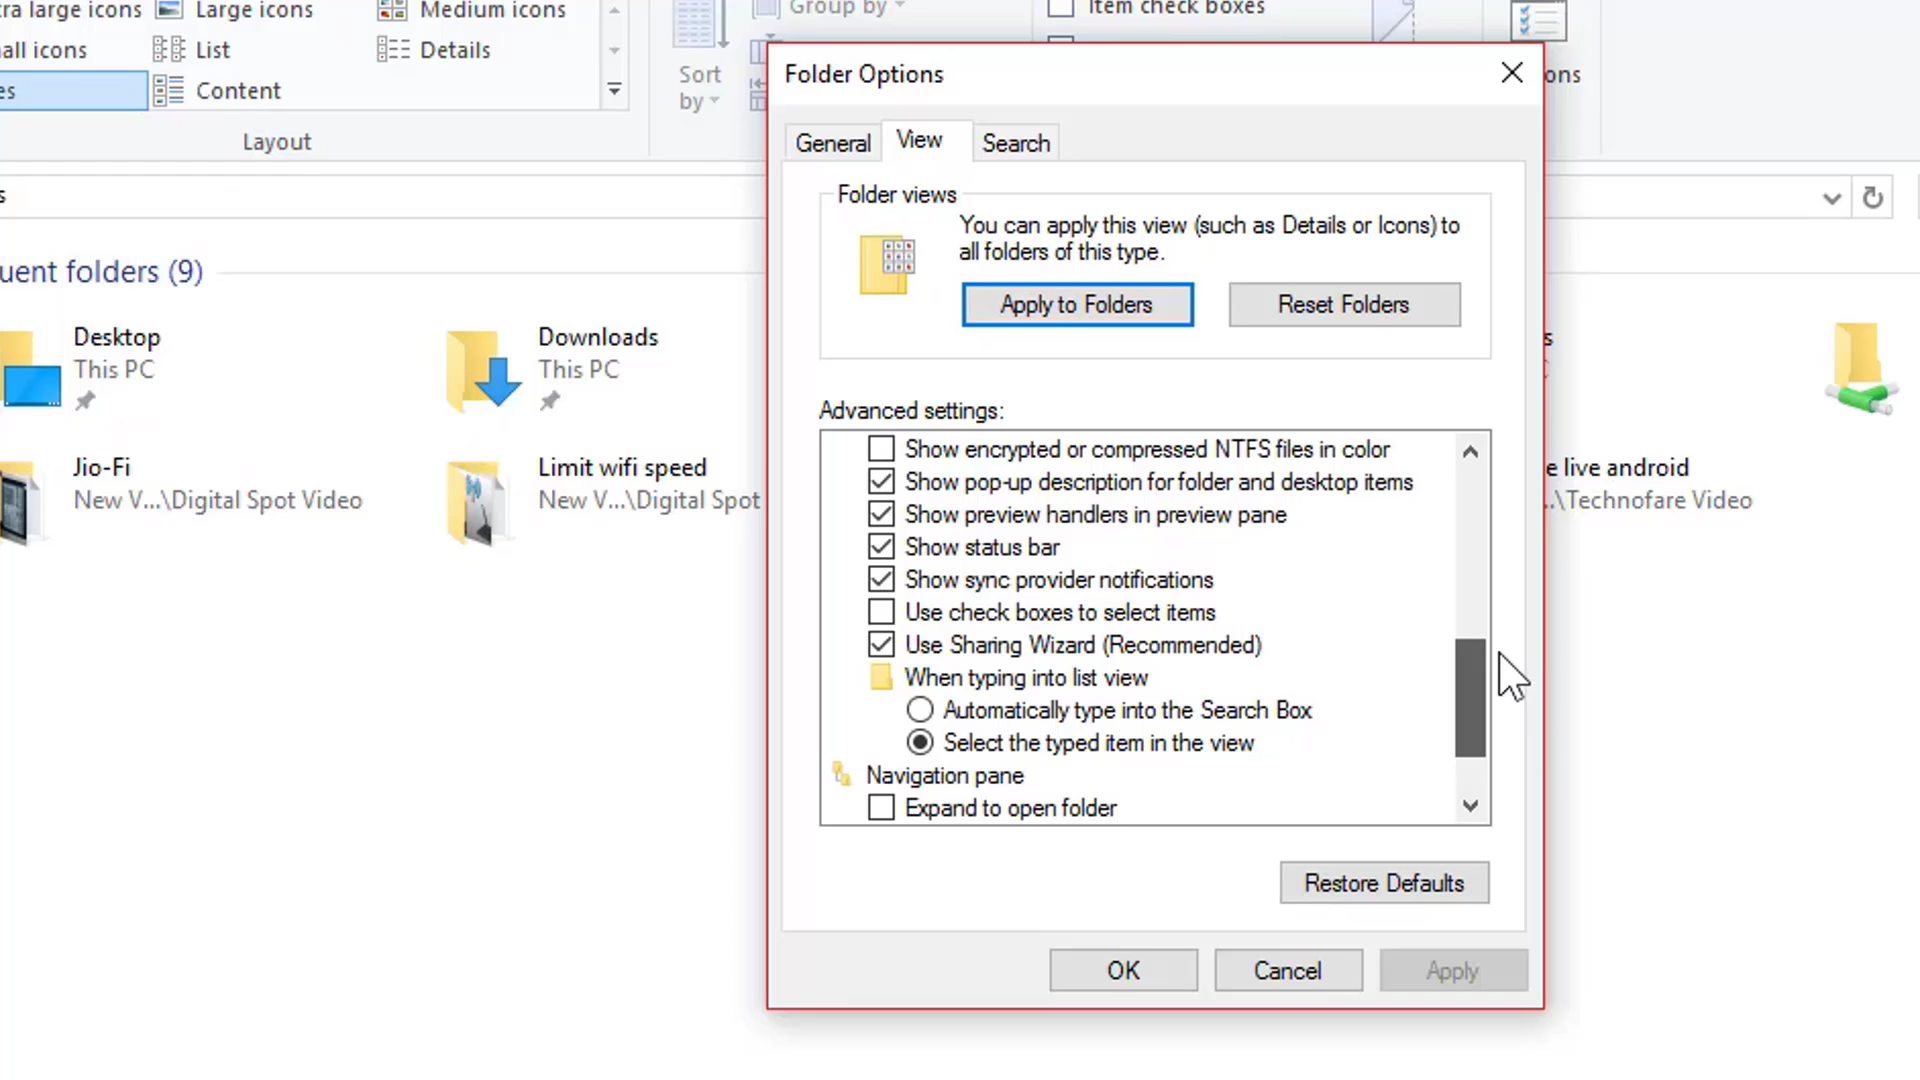 ra large icons
Large icons
Medium icons
Group by
Item check boxes
all icons
List
Details
Sort
by
ons
es
Content
Layout
s
uent folders (9)
Desktop
This PC
Downloads
This PC
s
Jio-Fi
New V...\Digital Spot Video
Limit wifi speed
New V...\Digital Spot
e live android
..\Technofare Video
Folder Options
General
View
Search
Folder views
You can apply this view (such as Details or Icons) to
all folders of this type.
Apply to Folders
Reset Folders
Advanced settings:
Show encrypted or compressed NTFS files in color
Show pop-up description for folder and desktop items
Show preview handlers in preview pane
Show status bar
Show sync provider notifications
Use check boxes to select items
Use Sharing Wizard (Recommended)
When typing into list view
Automatically type into the Search Box
Select the typed item in the view
Navigation pane
Expand to open folder
Restore Defaults
OK
Cancel
Apply